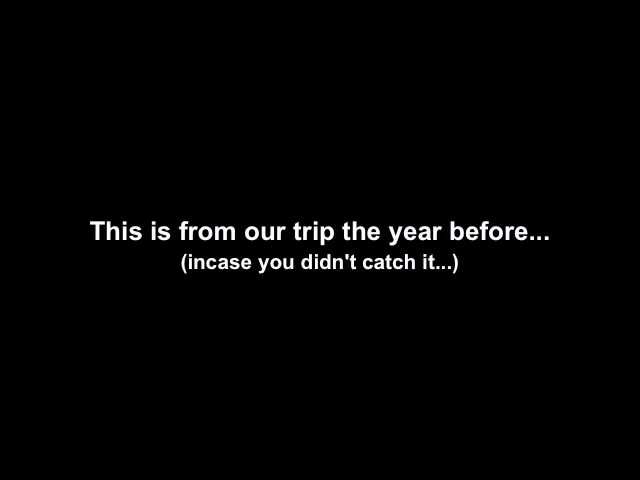 This is from our trip the year before...
(incase you didn't catch it...)